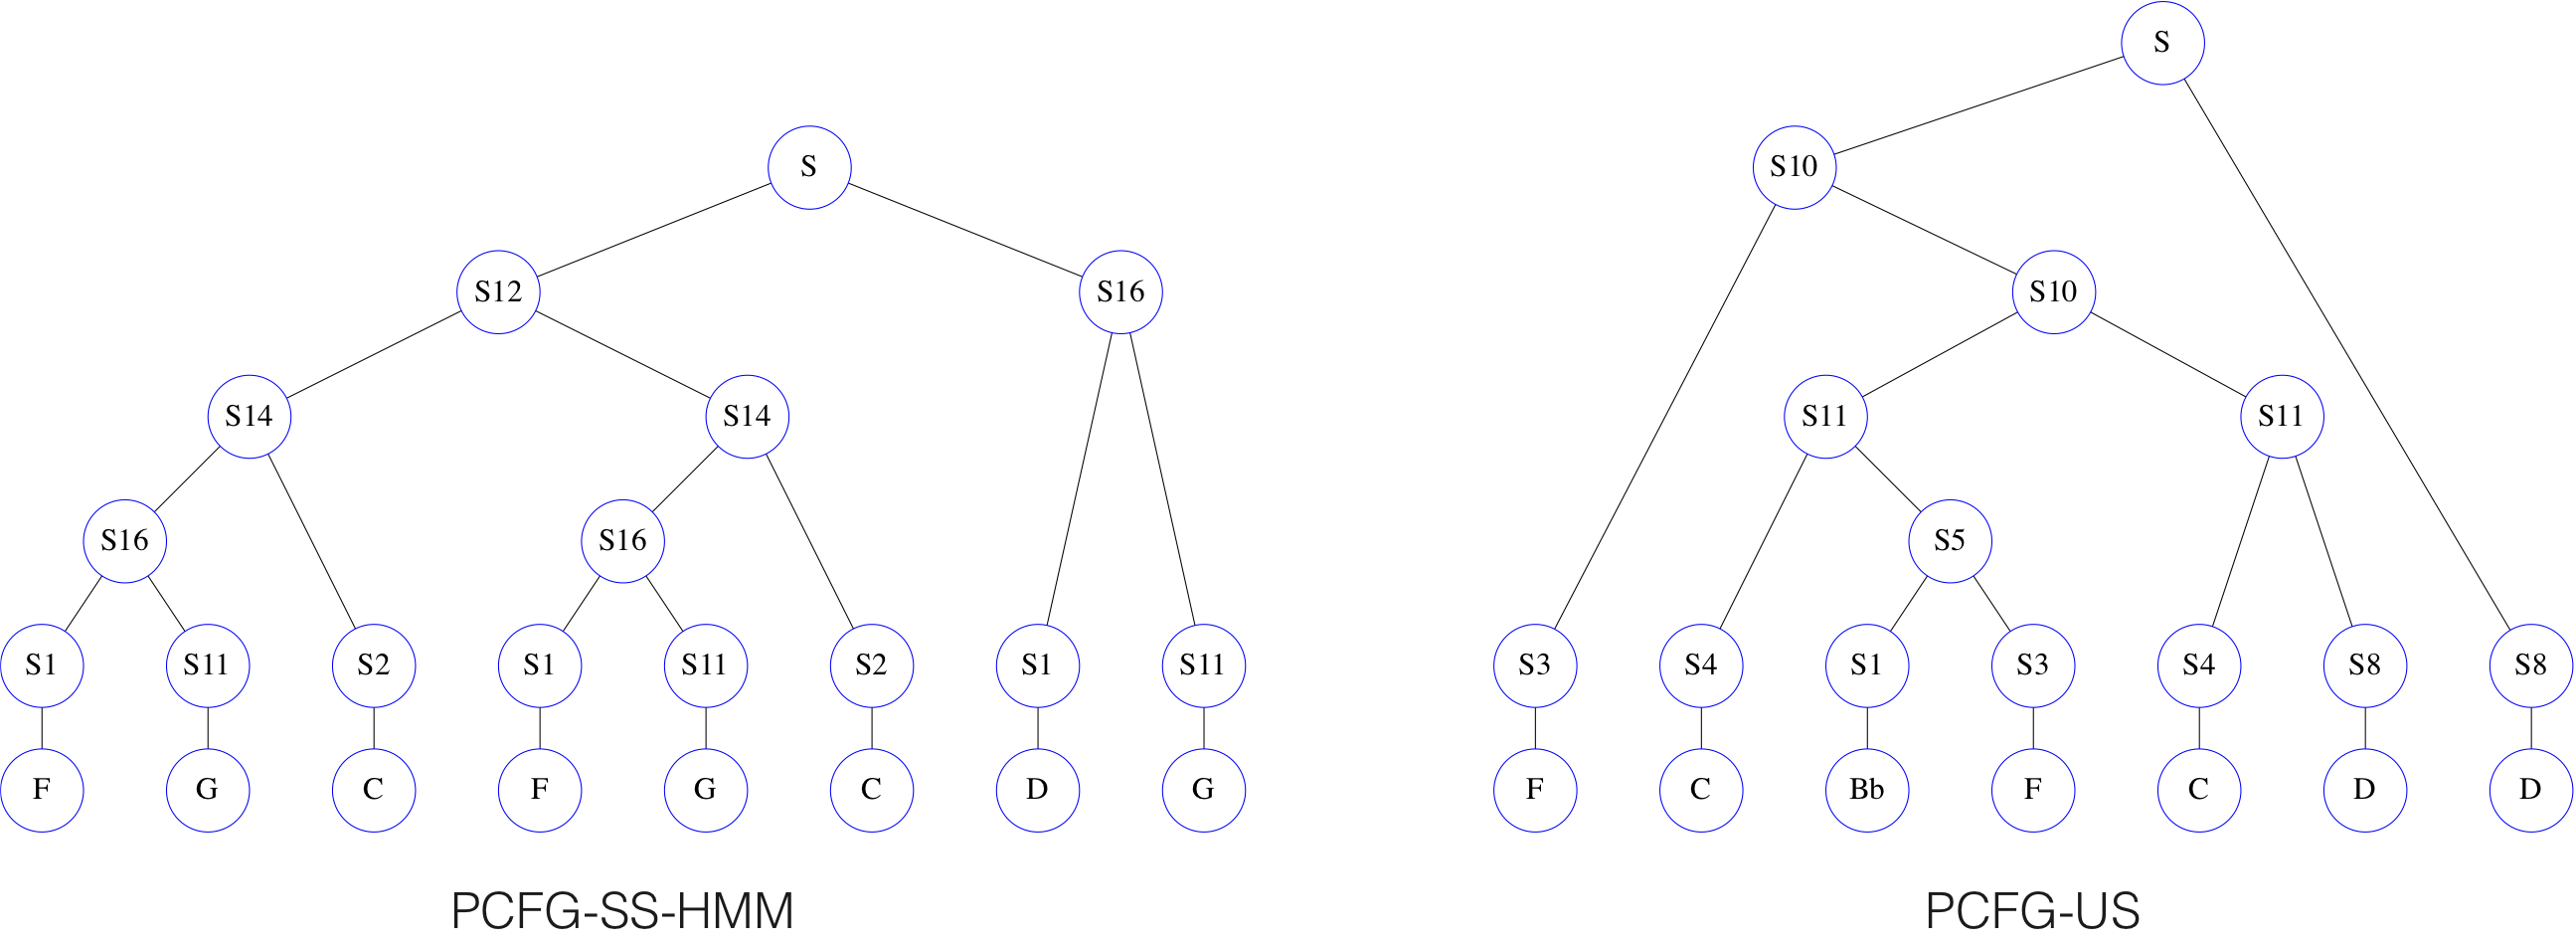 S
S
S10
S12
S16
S10
S14
S14
S11
S11
S16
S16
S5
S1 S11 S2 S1 S11 S2 S1 S11
S3 S4 S1 S3 S4 S8 S8
F G C F G C D G
F C Bb F C D D
PCFG-SS-HMM
PCFG-US